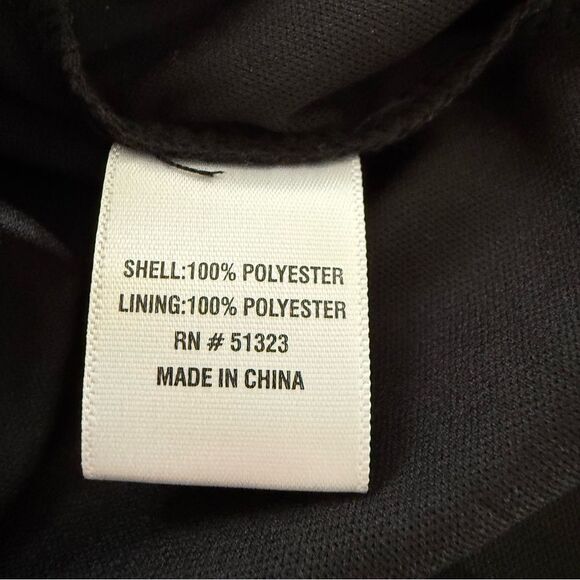 SHELL:100% POLYESTER
LINING:100% POLYESTER
RN # 51323
MADE IN CHINA